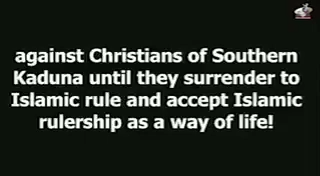 against Christians of Southern
Kaduna until they surrender to
Islamic rule and accept Islamic
rulership as a way of life!